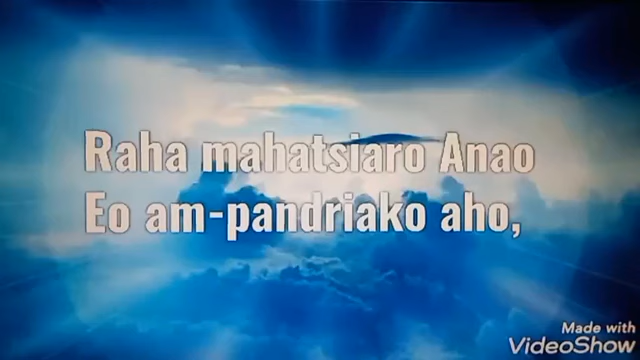 Raha mahatsiaro Anao
Eo am-pandriako aho,
Made with
VideoShow